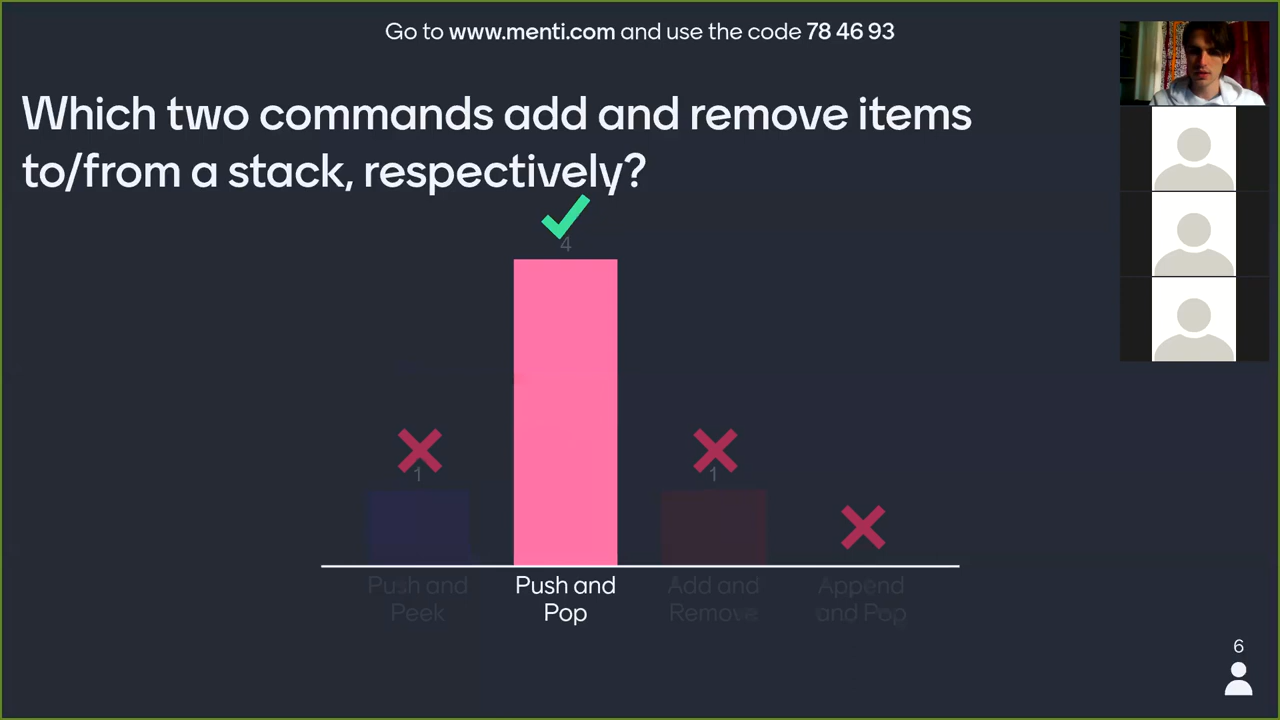 Go to www.menti.com and use the code 78 46 93
Which two commands add and remove items
to/from a stack, respectively?
4
1
1
Push and
Peek
Push and
Pop
Add and
Remove
Append
and Pop
6